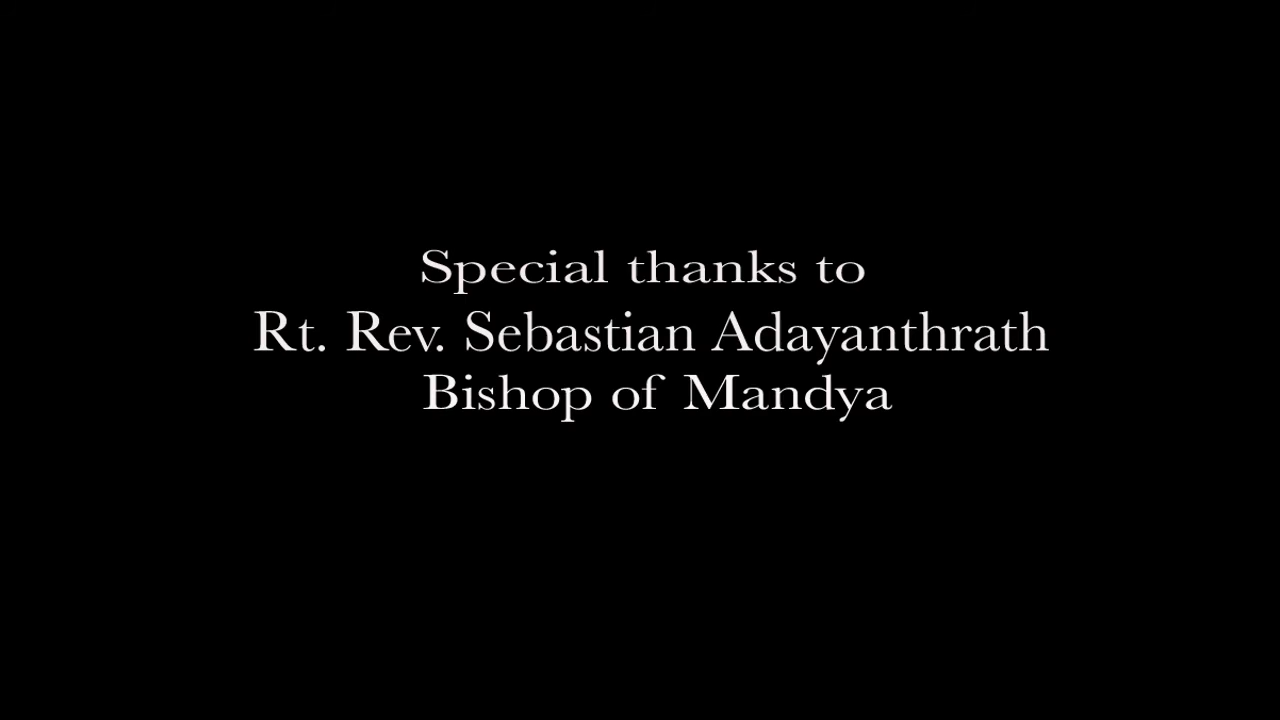 Special thanks to
Rt. Rev. Sebastian Adayanthrath
Bishop of Mandya